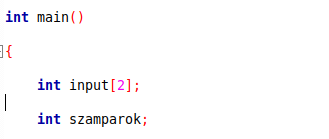 int main()
{
int input[2];
int szamparok;